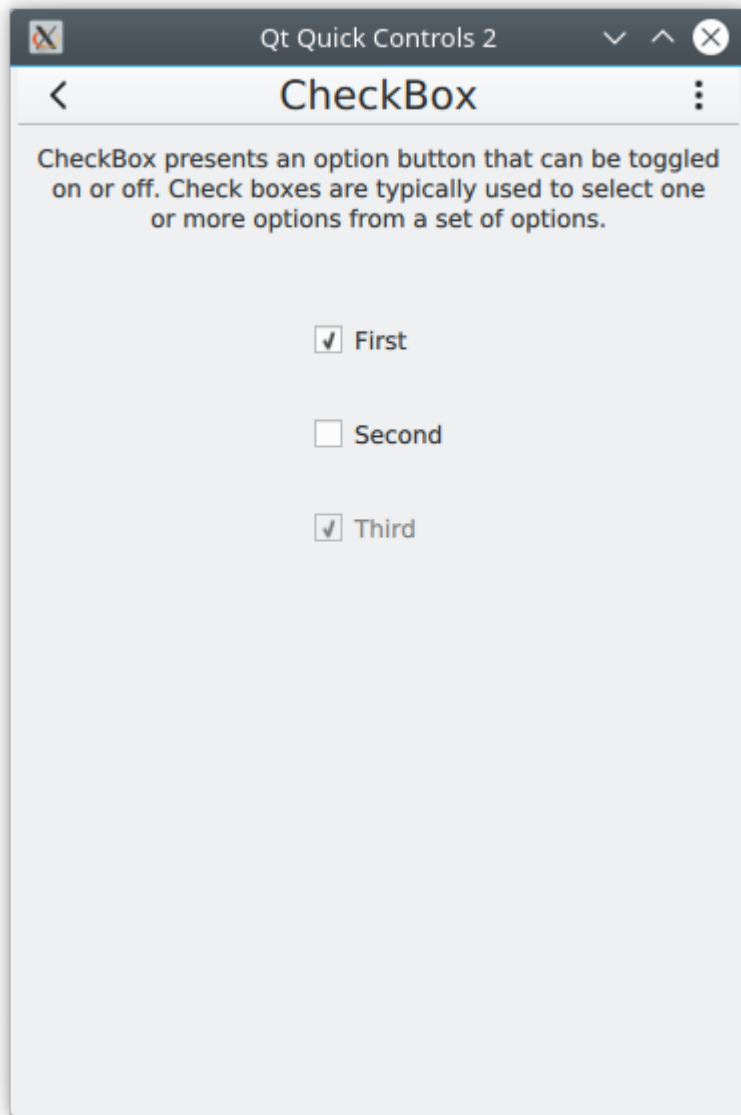 Qt Quick Controls 2
CheckBox
CheckBox presents an option button that can be toggled
on or off. Check boxes are typically used to select one
or more options from a set of options.
First
Second
Third